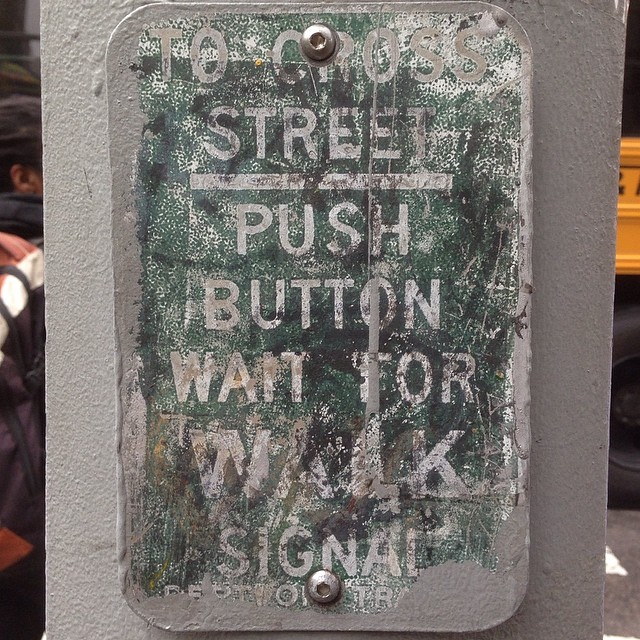 TO CROSS
STREET
PUSH
BUTTON
WAIT FOR
WALK
SIGNAL